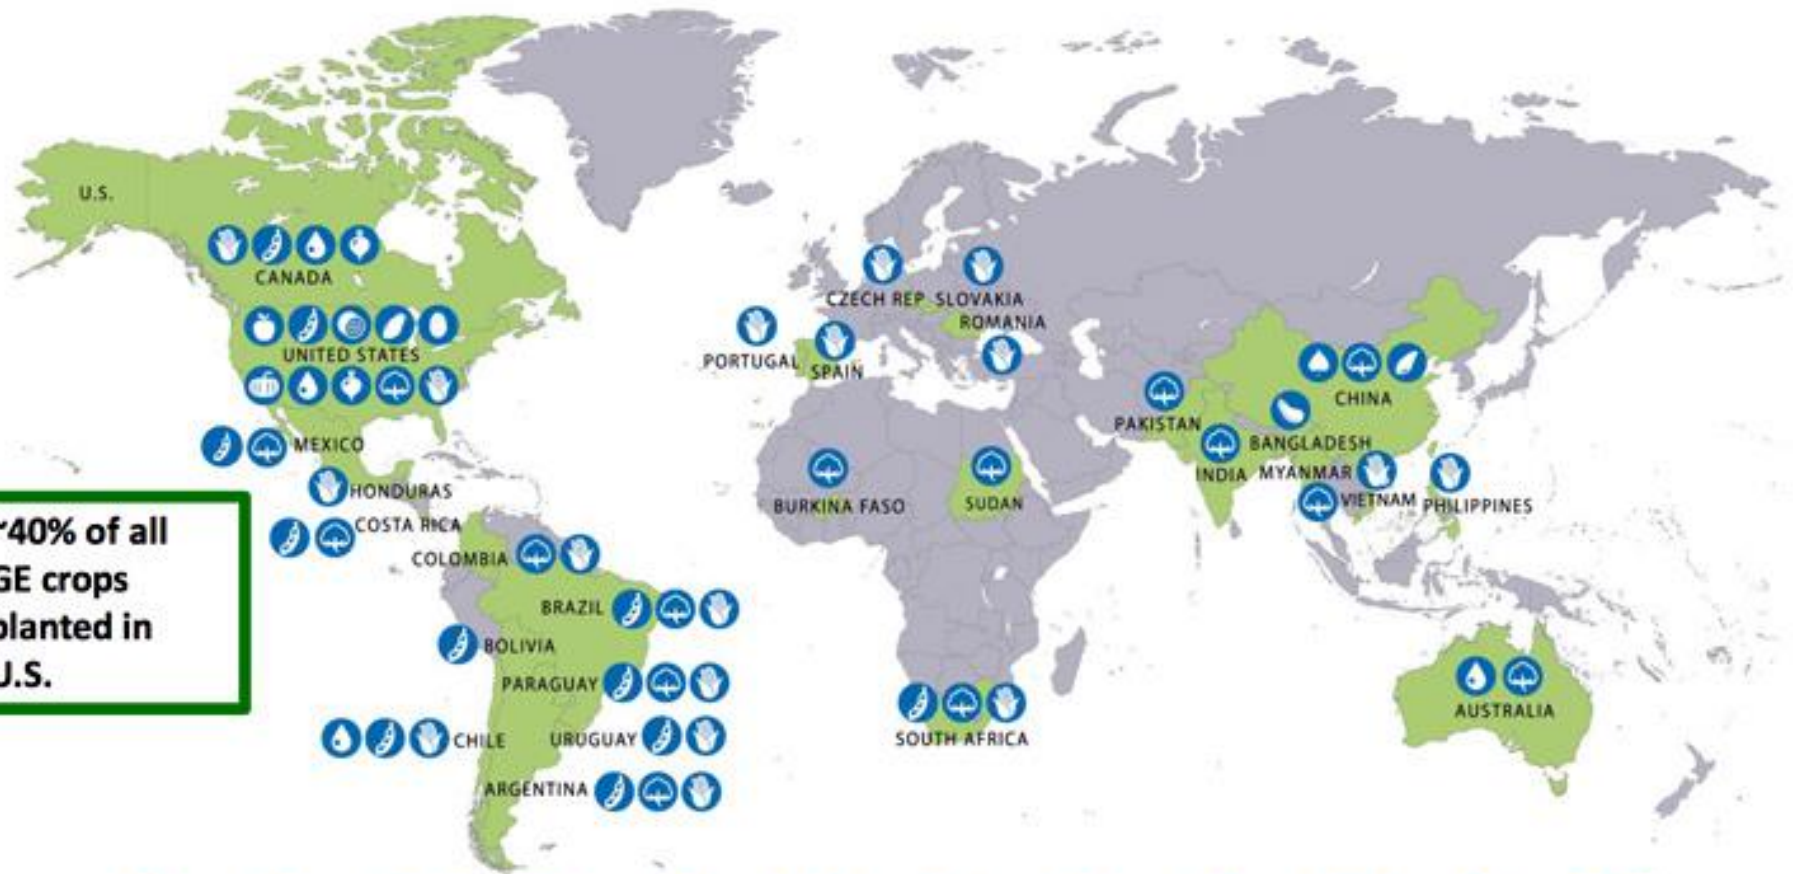 U.S.
CANADA
UNITED STATES
MEXICO
HONDURAS
COSTA RICA
COLOMBIA
BRAZIL
BOLIVIA
PARAGUAY
CHILE
URUGUAY
ARGENTINA
40% of all
GE crops
planted in
U.S.
CZECH REP
SLOVAKIA
ROMANIA
PORTUGAL
SPAIN
BURKINA FASO
SUDAN
SOUTH AFRICA
PAKISTAN
INDIA
BANGLADESH
CHINA
MYANMAR
VIETNAM
PHILIPPINES
AUSTRALIA